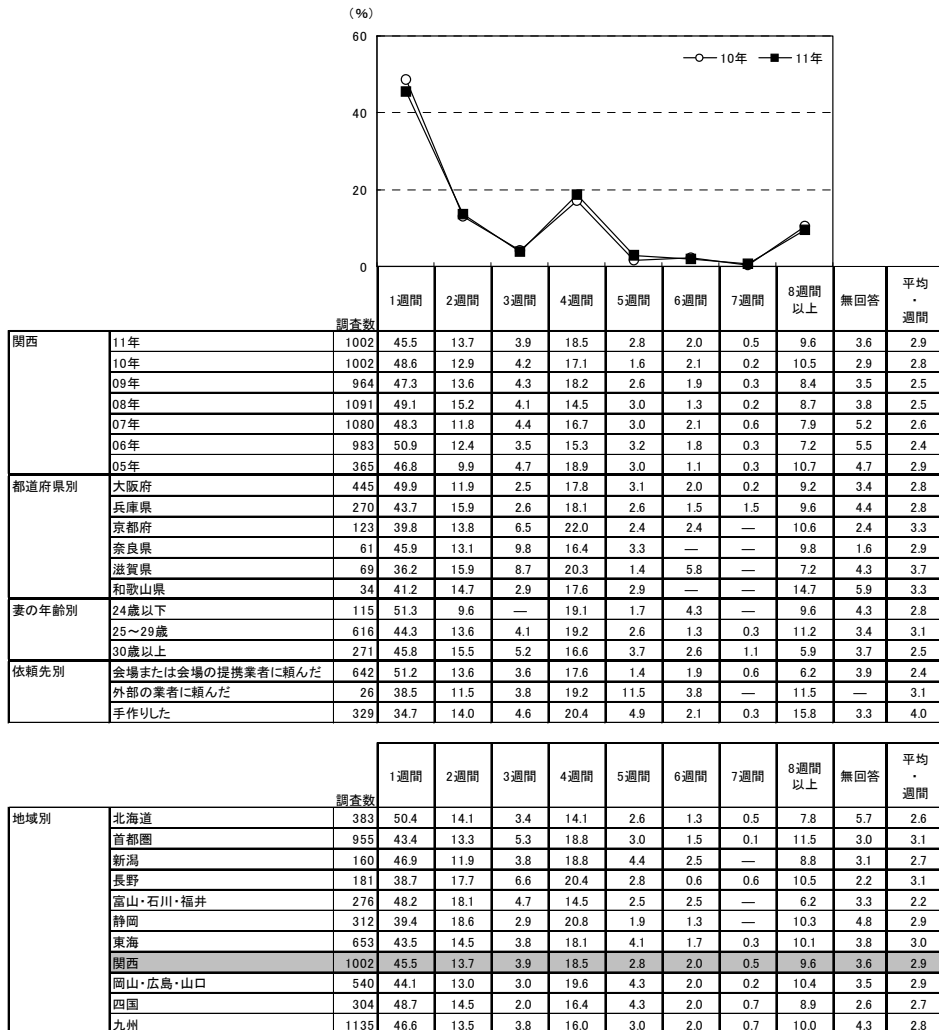 （％）
60
10年 11年
40
20
0
調査数 1週間 2週間 3週間 4週間 5週間 6週間 7週間 8週間以上 無回答 平均・週間
関西 11年 1002 45.5 13.7 3.9 18.5 2.8 2.0 0.5 9.6 3.6 2.9
10年 1002 48.6 12.9 4.2 17.1 1.6 2.1 0.2 10.5 2.9 2.8
09年 964 47.3 13.6 4.3 18.2 2.6 1.9 0.3 8.4 3.5 2.5
08年 1091 49.1 15.2 4.1 14.5 3.0 1.3 0.2 8.7 3.8 2.5
07年 1080 48.3 11.8 4.4 16.7 3.0 2.1 0.6 7.9 5.2 2.6
06年 983 50.9 12.4 3.5 15.3 3.2 1.8 0.3 7.2 5.5 2.4
05年 365 46.8 9.9 4.7 18.9 3.0 1.1 0.3 10.7 4.7 2.9
都道府県別 大阪府 445 49.9 11.9 2.5 17.8 3.1 2.0 0.2 9.2 3.4 2.8
兵庫県 270 43.7 15.9 2.6 18.1 2.6 1.5 1.5 9.6 4.4 2.8
京都府 123 39.8 13.8 6.5 22.0 2.4 2.4 ― 10.6 2.4 3.3
奈良県 61 45.9 13.1 9.8 16.4 3.3 ― ― 9.8 1.6 2.9
滋賀県 69 36.2 15.9 8.7 20.3 1.4 5.8 ― 7.2 4.3 3.7
和歌山県 34 41.2 14.7 2.9 17.6 2.9 ― ― 14.7 5.9 3.3
妻の年齢別 24歳以下 115 51.3 9.6 ― 19.1 1.7 4.3 ― 9.6 4.3 2.8
25～29歳 616 44.3 13.6 4.1 19.2 2.6 1.3 0.3 11.2 3.4 3.1
30歳以上 271 45.8 15.5 5.2 16.6 3.7 2.6 1.1 5.9 3.7 2.5
依頼先別 会場または会場の提携業者に頼んだ 642 51.2 13.6 3.6 17.6 1.4 1.9 0.6 6.2 3.9 2.4
外部の業者に頼んだ 26 38.5 11.5 3.8 19.2 11.5 3.8 ― 11.5 ― 3.1
手作りした 329 34.7 14.0 4.6 20.4 4.9 2.1 0.3 15.8 3.3 4.0
調査数 1週間 2週間 3週間 4週間 5週間 6週間 7週間 8週間以上 無回答 平均・週間
地域別 北海道 383 50.4 14.1 3.4 14.1 2.6 1.3 0.5 7.8 5.7 2.6
首都圏 955 43.4 13.3 5.3 18.8 3.0 1.5 0.1 11.5 3.0 3.1
新潟 160 46.9 11.9 3.8 18.8 4.4 2.5 ― 8.8 3.1 2.7
長野 181 38.7 17.7 6.6 20.4 2.8 0.6 0.6 10.5 2.2 3.1
富山・石川・福井 276 48.2 18.1 4.7 14.5 2.5 2.5 ― 6.2 3.3 2.2
静岡 312 39.4 18.6 2.9 20.8 1.9 1.3 ― 10.3 4.8 2.9
東海 653 43.5 14.5 3.8 18.1 4.1 1.7 0.3 10.1 3.8 3.0
関西 1002 45.5 13.7 3.9 18.5 2.8 2.0 0.5 9.6 3.6 2.9
岡山・広島・山口 540 44.1 13.0 3.0 19.6 4.3 2.0 0.2 10.4 3.5 2.9
四国 304 48.7 14.5 2.0 16.4 4.3 2.0 0.7 8.9 2.6 2.7
九州 1135 46.6 13.5 3.8 16.0 3.0 2.0 0.7 10.0 4.3 2.8